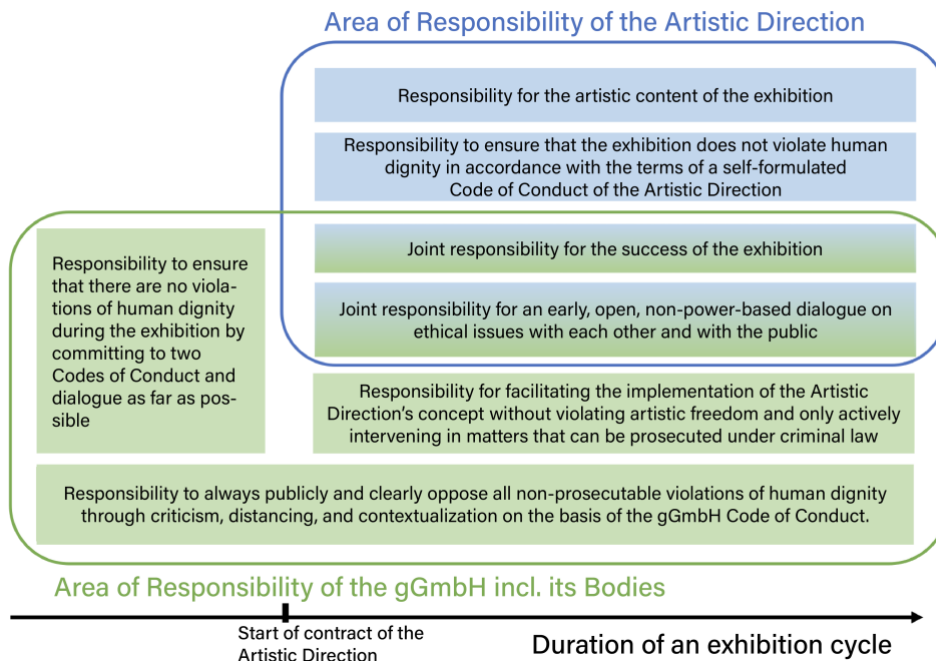 Area of Responsibility of the Artistic Direction
Responsibility for the artistic content of the exhibition
Responsibility to ensure that the exhibition does not violate human
dignity in accordance with the terms of a self-formulated
Code of Conduct of the Artistic Direction
Joint responsibility for the success of the exhibition
Joint responsibility for an early, open, non-power-based dialogue on
ethical issues with each other and with the public
Responsibility to ensure
that there are no viola-
tions of human dignity
during the exhibition by
committing to two
Codes of Conduct and
dialogue as far as pos-
sible
Responsibility for facilitating the implementation of the Artistic
Direction's concept without violating artistic freedom and only actively
intervening in matters that can be prosecuted under criminal law
Responsibility to always publicly and clearly oppose all non-prosecutable violations of human dignity
through criticism, distancing, and contextualization on the basis of the gGmbH Code of Conduct.
Area of Responsibility of the gGmbH incl. its Bodies
Start of contract of the
Artistic Direction
Duration of an exhibition cycle